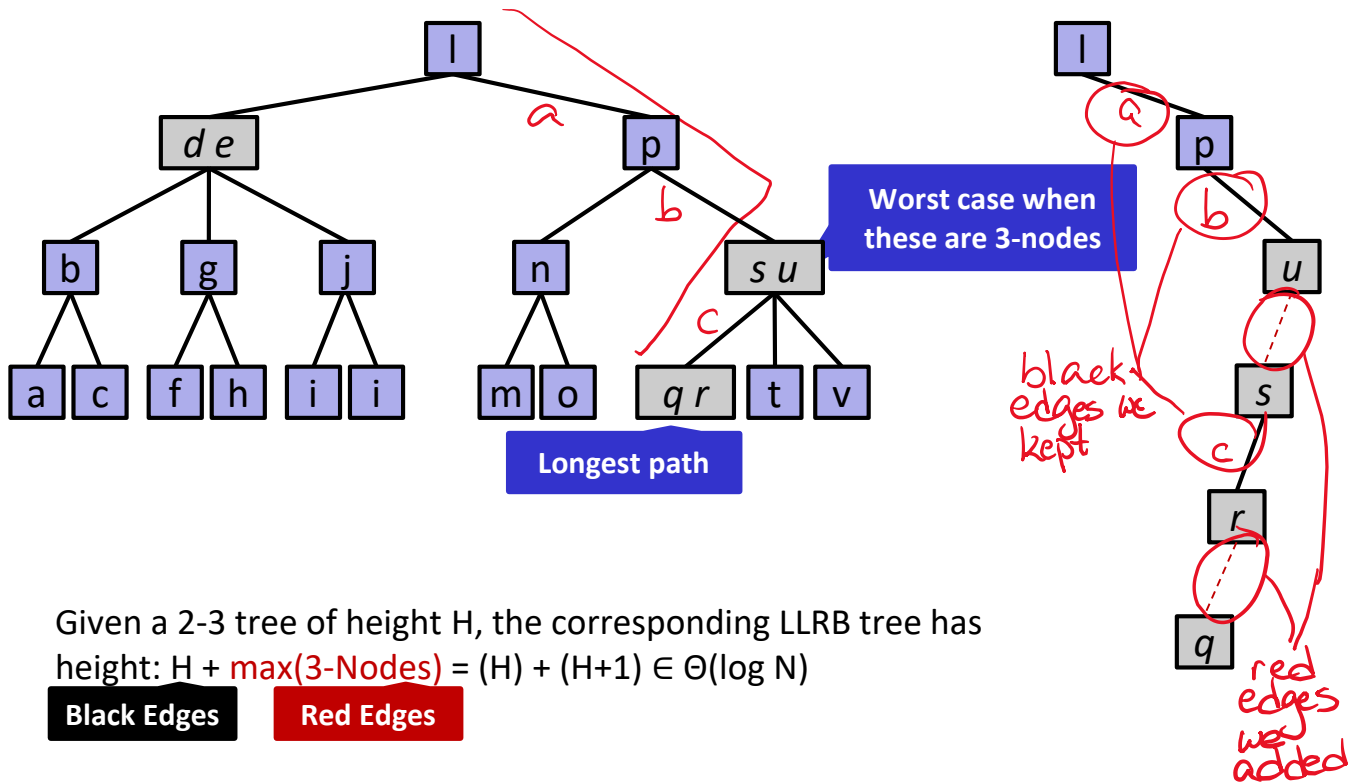 l
l
a
a
d e
p
p
b
b
Worst case when
these are 3-nodes
b
g
j
n
s u
u
c
black
edges we
kept
a
c
f
h
i
i
m
o
q r
t
v
s
c
Longest path
r
q
Given a 2-3 tree of height H, the corresponding LLRB tree has
height: H + max(3-Nodes) = (H) + (H+1) ∈ Θ(log N)
Black Edges
Red Edges
red
edges
we
added